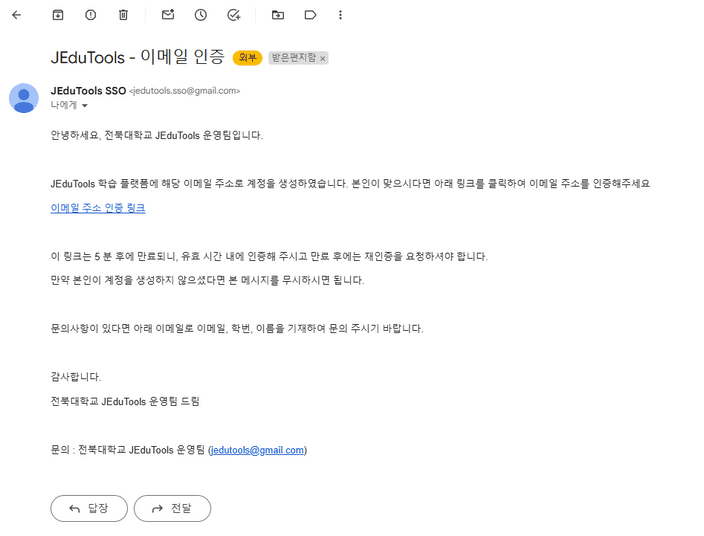 JEduTools - 이메일 인증 외부 받은편지함 ×
JEduTools SSO <jedutools.sso@gmail.com>
나에게
안녕하세요, 전북대학교 JEduTools 운영팀입니다.
JEduTools 학습 플랫폼에 해당 이메일 주소로 계정을 생성하였습니다. 본인이 맞으시다면 아래 링크를 클릭하여 이메일 주소를 인증해주세요
이메일 주소 인증 링크
이 링크는 5 분 후에 만료되니, 유효 시간 내에 인증해 주시고 만료 후에는 재인증을 요청하셔야 합니다.
만약 본인이 계정을 생성하지 않으셨다면 본 메시지를 무시하시면 됩니다.
문의사항이 있다면 아래 이메일로 이메일, 학번, 이름을 기재하여 문의 주시기 바랍니다.
감사합니다.
전북대학교 JEduTools 운영팀 드림
문의 : 전북대학교 JEduTools 운영팀 (jedutools@gmail.com)
답장 전달